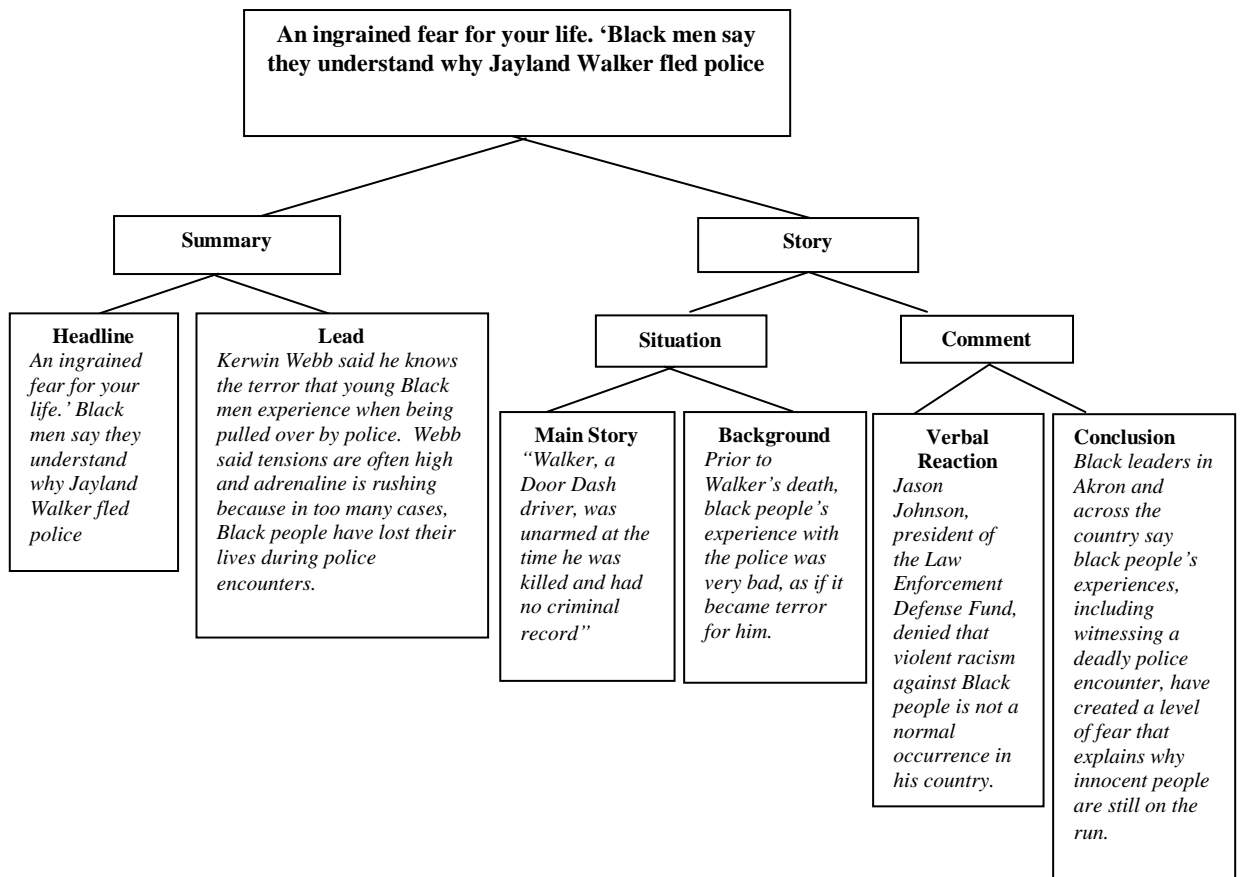 An ingrained fear for your life. ‘Black men say
they understand why Jayland Walker fled police
Summary
Story
Headline
An ingrained
fear for your
life.’ Black
men say they
understand
why Jayland
Walker fled
police
Lead
Kerwin Webb said he knows
the terror that young Black
men experience when being
pulled over by police. Webb
said tensions are often high
and adrenaline is rushing
because in too many cases,
Black people have lost their
lives during police
encounters.
Situation
Comment
Main Story
“Walker, a
Door Dash
driver, was
unarmed at the
time he was
killed and had
no criminal
record”
Background
Prior to
Walker’s death,
black people’s
experience with
the police was
very bad, as if it
became terror
for him.
Verbal
Reaction
Jason
Johnson,
president of
the Law
Enforcement
Defense Fund,
denied that
violent racism
against Black
people is not a
normal
occurrence in
his country.
Conclusion
Black leaders in
Akron and
across the
country say
black people’s
experiences,
including
witnessing a
deadly police
encounter, have
created a level
of fear that
explains why
innocent people
are still on the
run.